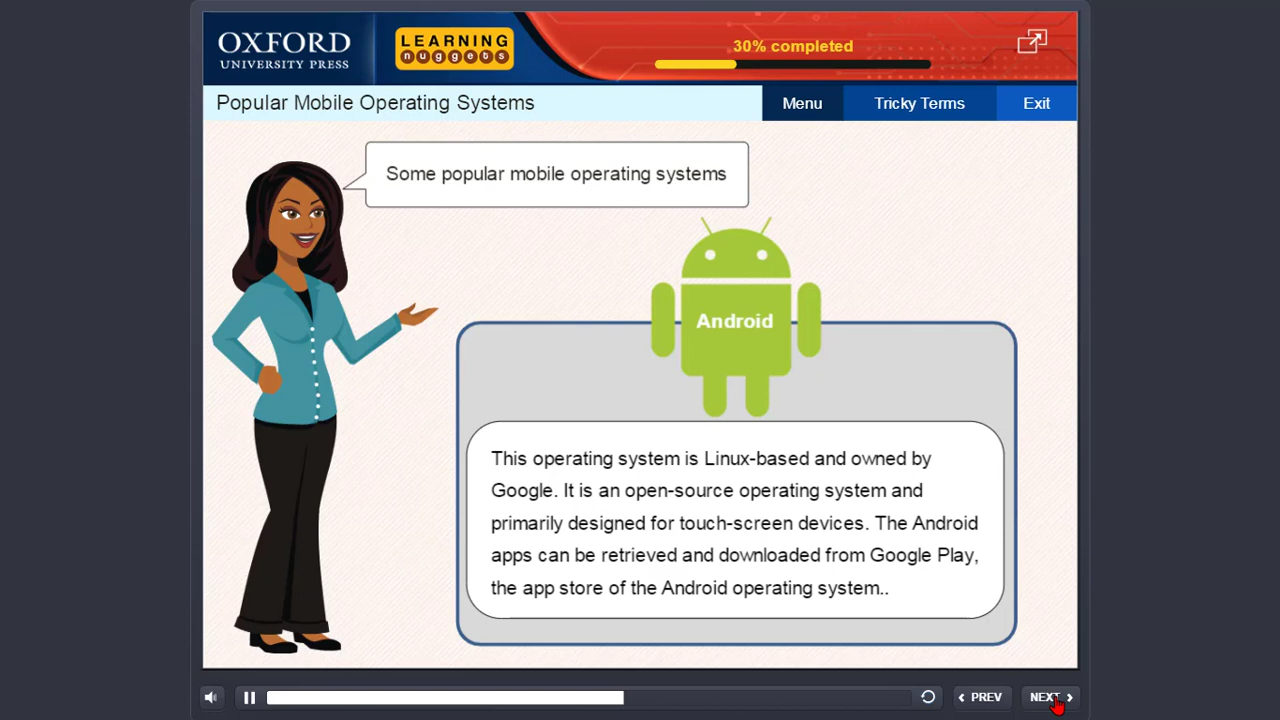 OXFORD
UNIVERSITY PRESS
LEARNING
nuggets
30% completed
Popular Mobile Operating Systems
Menu
Tricky Terms
Exit
Some popular mobile operating systems
Android
This operating system is Linux-based and owned by
Google. It is an open-source operating system and
primarily designed for touch-screen devices. The Android
apps can be retrieved and downloaded from Google Play,
the app store of the Android operating system..
PREV
NEXT